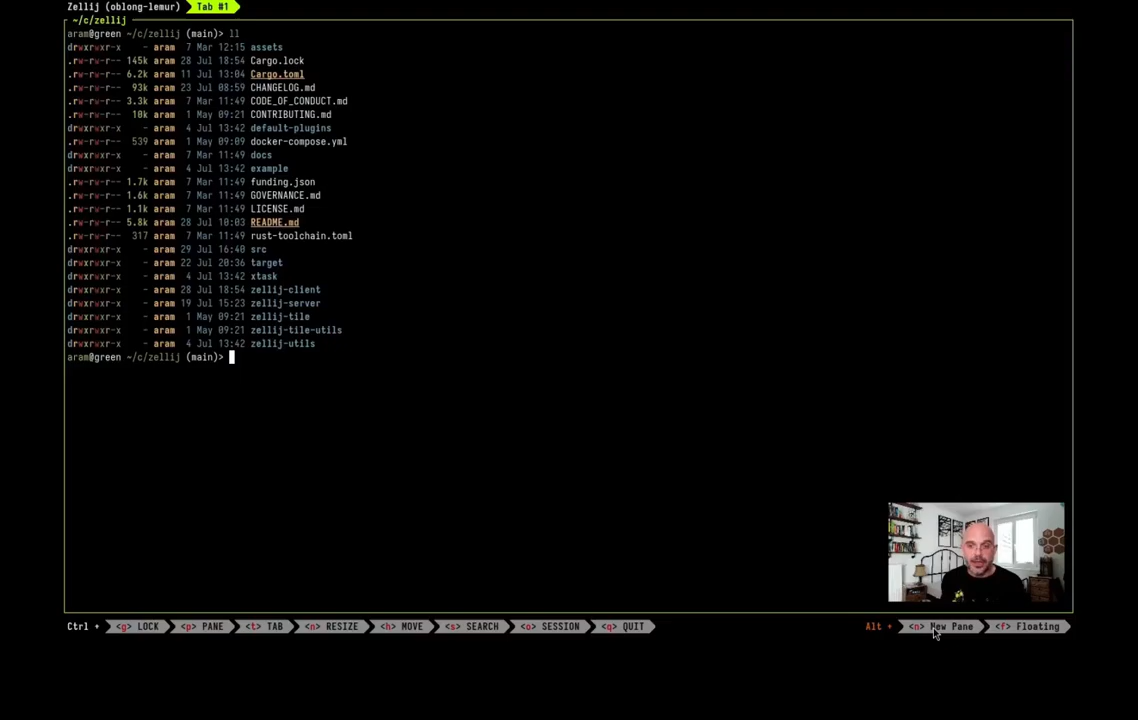 Zellij (oblong-lemur) Tab #1
~/c/zellij
aram@green ~/c/zellij (main)> ll
drwxrwxr-x - aram 7 Mar 12:15 assets
.rw-rw-r-- 145k aram 28 Jul 18:54 Cargo.lock
.rw-rw-r-- 6.2k aram 11 Jul 13:04 Cargo.toml
.rw-rw-r-- 93k aram 23 Jul 08:59 CHANGELOG.md
.rw-rw-r-- 3.3k aram 7 Mar 11:49 CODE_OF_CONDUCT.md
.rw-rw-r-- 10k aram 1 May 09:21 CONTRIBUTING.md
drwxrwxr-x - aram 4 Jul 13:42 default-plugins
.rw-rw-r-- 539 aram 1 May 09:09 docker-compose.yml
drwxrwxr-x - aram 7 Mar 11:49 docs
drwxrwxr-x - aram 4 Jul 13:42 example
.rw-rw-r-- 1.7k aram 7 Mar 11:49 funding.json
.rw-rw-r-- 1.6k aram 7 Mar 11:49 GOVERNANCE.md
.rw-rw-r-- 1.1k aram 7 Mar 11:49 LICENSE.md
.rw-rw-r-- 5.8k aram 28 Jul 10:03 README.md
.rw-rw-r-- 317 aram 7 Mar 11:49 rust-toolchain.toml
drwxrwxr-x - aram 29 Jul 16:40 src
drwxrwxr-x - aram 22 Jul 20:36 target
drwxrwxr-x - aram 4 Jul 13:42 xtask
drwxrwxr-x - aram 28 Jul 18:54 zellij-client
drwxrwxr-x - aram 19 Jul 15:23 zellij-server
drwxrwxr-x - aram 1 May 09:21 zellij-tile
drwxrwxr-x - aram 1 May 09:21 zellij-tile-utils
drwxrwxr-x - aram 4 Jul 13:42 zellij-utils
aram@green ~/c/zellij (main)>
Ctrl + <g> LOCK <p> PANE <t> TAB <n> RESIZE <h> MOVE <s> SEARCH <o> SESSION <q> QUIT Alt + <n> New Pane <f> Floating